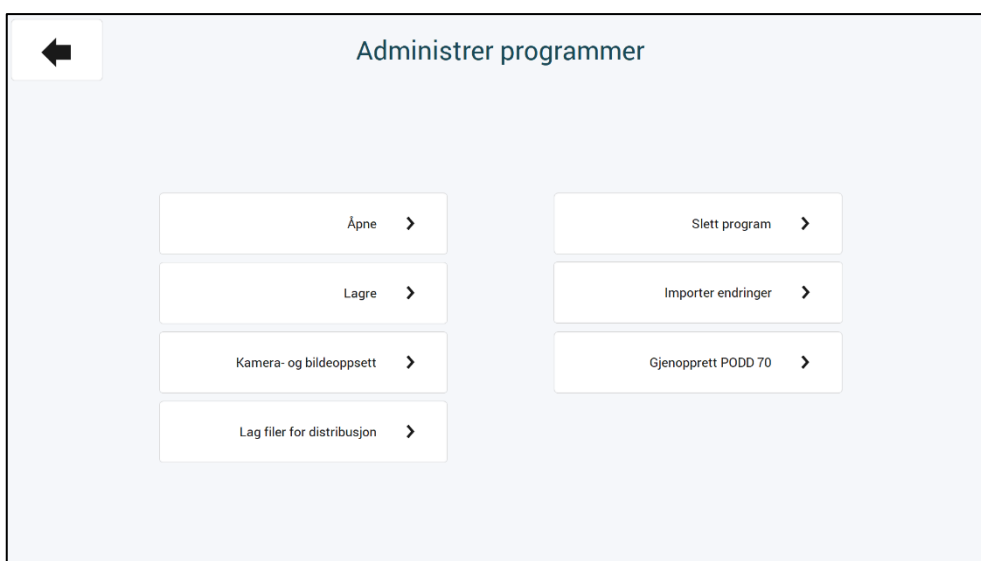 Administrer programmer
Åpne
Lagre
Kamera- og bildeoppsett
Lag filer for distribusjon
Slett program
Importer endringer
Gjenopprett PODD 70